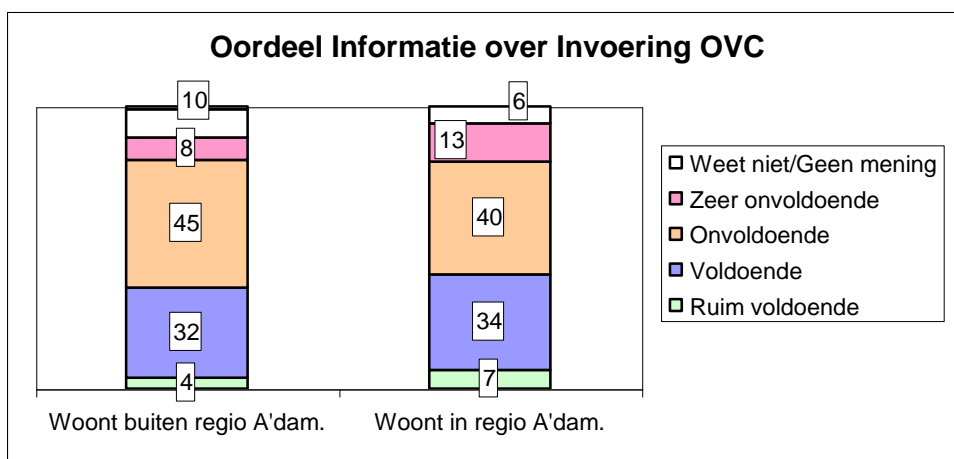 Oordeel Informatie over Invoering OVC
10
8
45
32
4
6
13
40
34
7
Woont buiten regio A'dam.
Woont in regio A'dam.
Weet niet/Geen mening
Zeer onvoldoende
Onvoldoende
Voldoende
Ruim voldoende